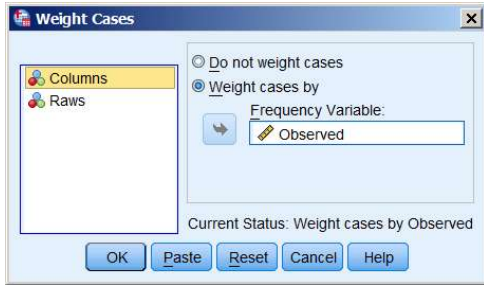 Weight Cases
Columns
Raws
Do not weight cases
Weight cases by
Frequency Variable:
Observed
Current Status: Weight cases by Observed
OK
Paste
Reset
Cancel
Help